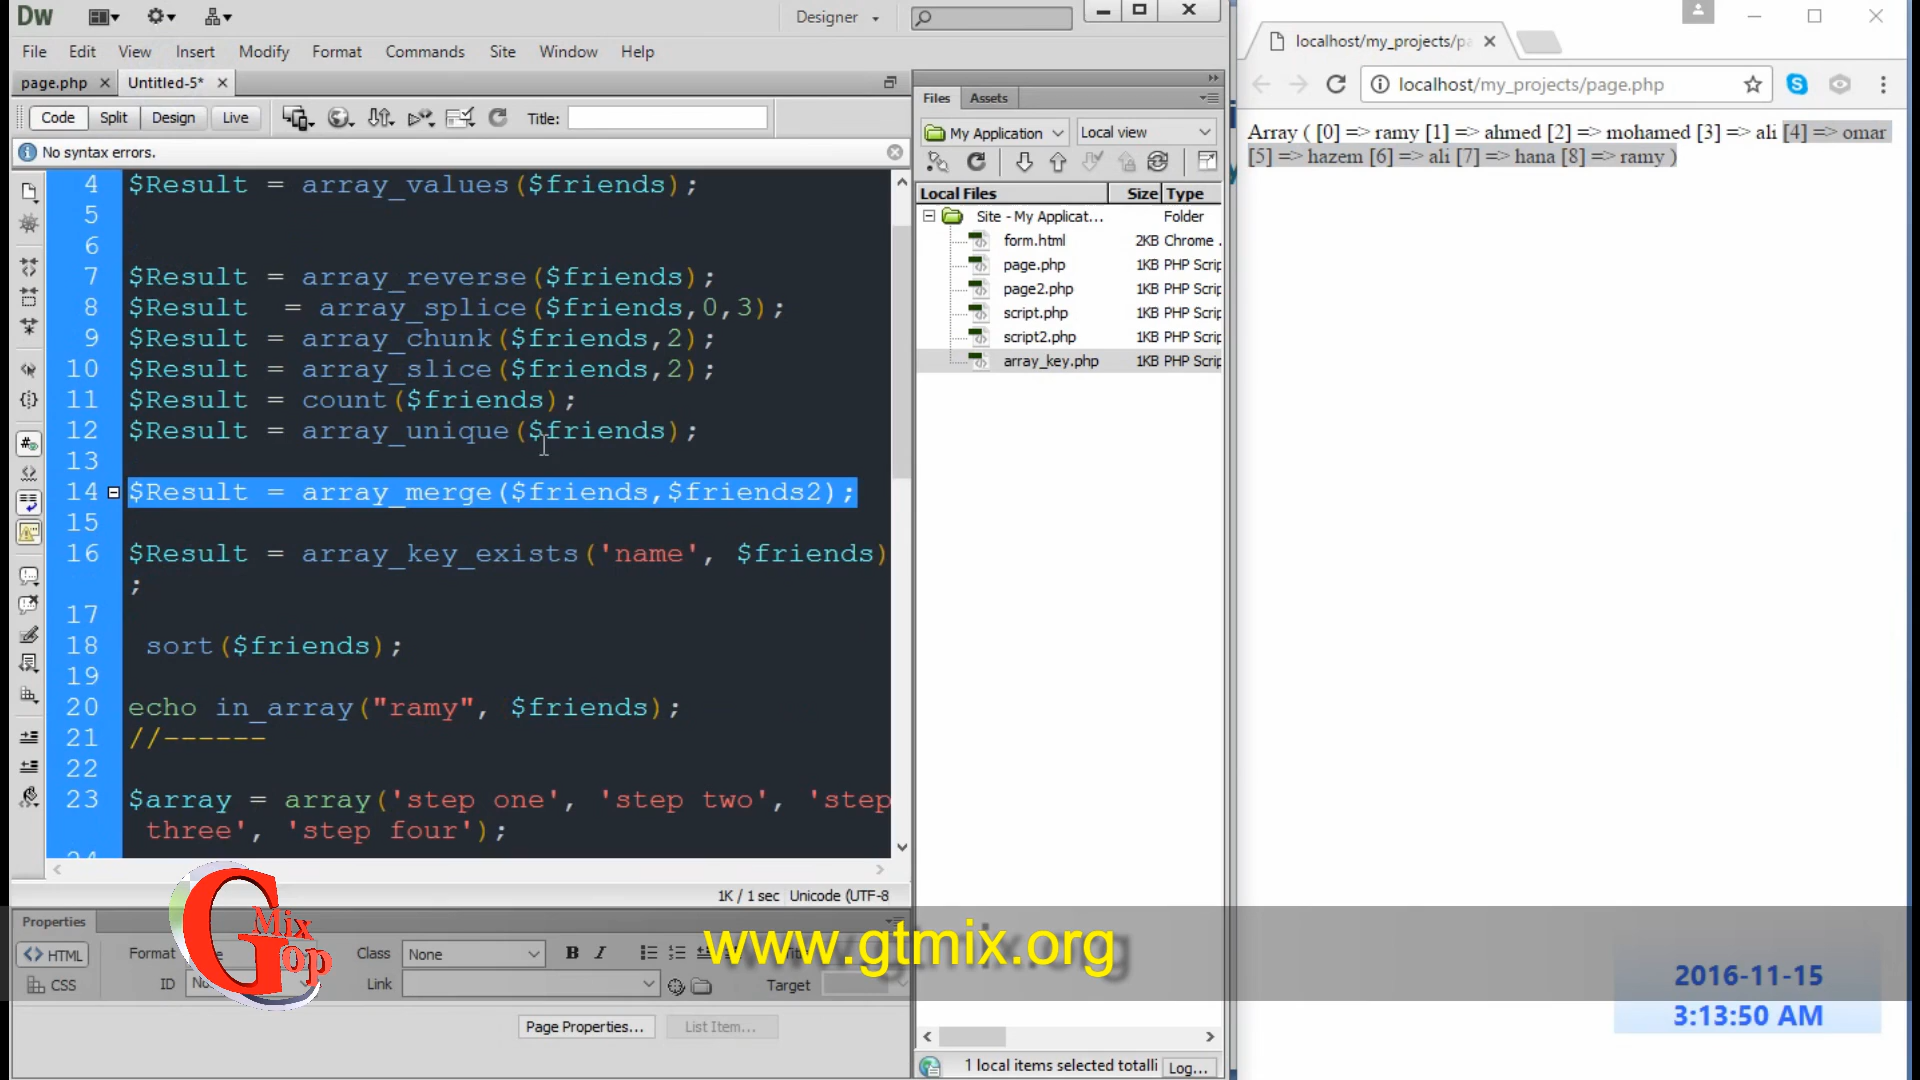 Dw
Designer
File Edit View Insert Modify Format Commands Site Window Help
page.php Untitled-5*
Code Split Design Live Title:
No syntax errors.
4 $Result = array_values($friends);
5
6
7 $Result = array_reverse($friends);
8 $Result = array_splice($friends,0,3);
9 $Result = array_chunk($friends,2);
10 $Result = array_slice($friends,2);
11 $Result = count($friends);
12 $Result = array_unique($friends);
13
14 $Result = array_merge($friends,$friends2);
15
16 $Result = array_key_exists('name', $friends)
;
17
18 sort($friends);
19
20 echo in_array("ramy", $friends);
21 //------
22
23 $array = array('step one', 'step two', 'step
three', 'step four');
24
1K / 1 sec Unicode (UTF-8
Properties
HTML Format Class None B I
CSS ID Link Target
Page Properties... List Item...
Files Assets
My Application Local view
Local Files Size Type
Site - My Applicat... Folder
form.html 2KB Chrome
page.php 1KB PHP Scrip
page2.php 1KB PHP Scrip
script.php 1KB PHP Scrip
script2.php 1KB PHP Scrip
array_key.php 1KB PHP Scrip
1 local items selected totalli Log...
localhost/my_projects/pa
localhost/my_projects/page.php
Array ( [0] => ramy [1] => ahmed [2] => mohamed [3] => ali [4] => omar
[5] => hazem [6] => ali [7] => hana [8] => ramy )
G Mix Top
www.gtmix.org
2016-11-15
3:13:50 AM